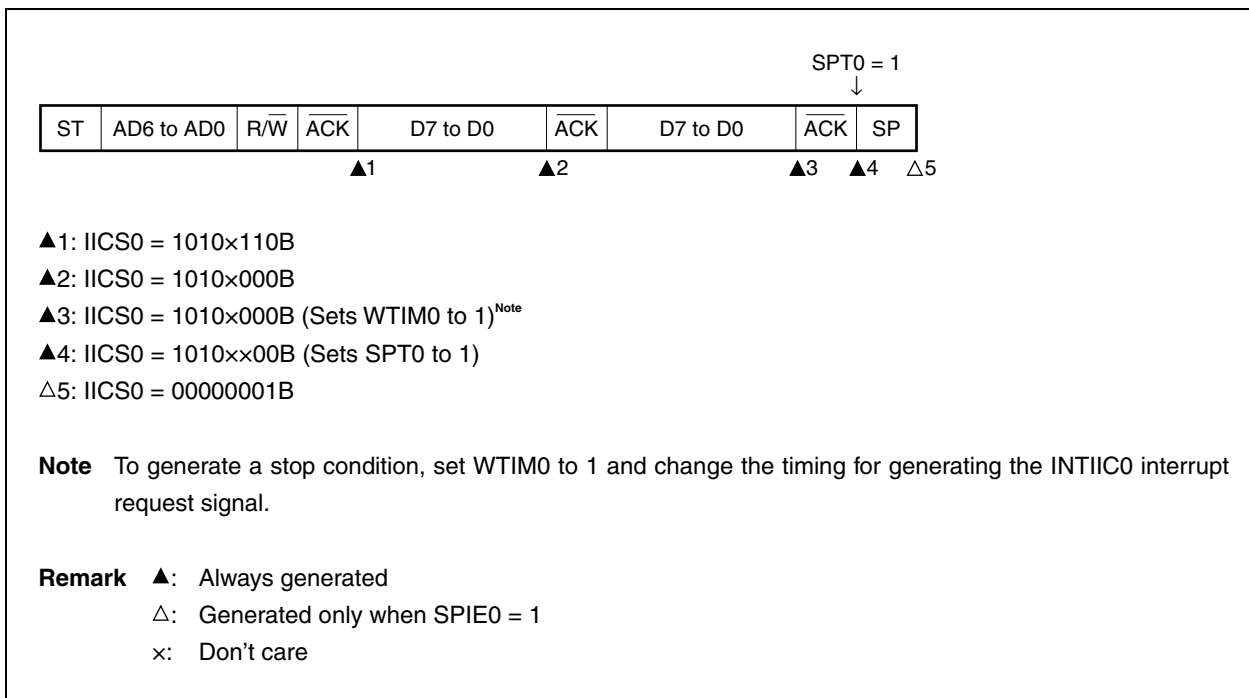 SPT0 = 1
↓
ST AD6 to AD0 R/W̅ A̅C̅K̅ D7 to D0 A̅C̅K̅ D7 to D0 A̅C̅K̅ SP
▲1 ▲2 ▲3 ▲4 △5
▲1: IICS0 = 1010×110B
▲2: IICS0 = 1010×000B
▲3: IICS0 = 1010×000B (Sets WTIM0 to 1)Note
▲4: IICS0 = 1010××00B (Sets SPT0 to 1)
△5: IICS0 = 00000001B
Note To generate a stop condition, set WTIM0 to 1 and change the timing for generating the INTIIC0 interrupt
request signal.
Remark ▲: Always generated
△: Generated only when SPIE0 = 1
×: Don't care